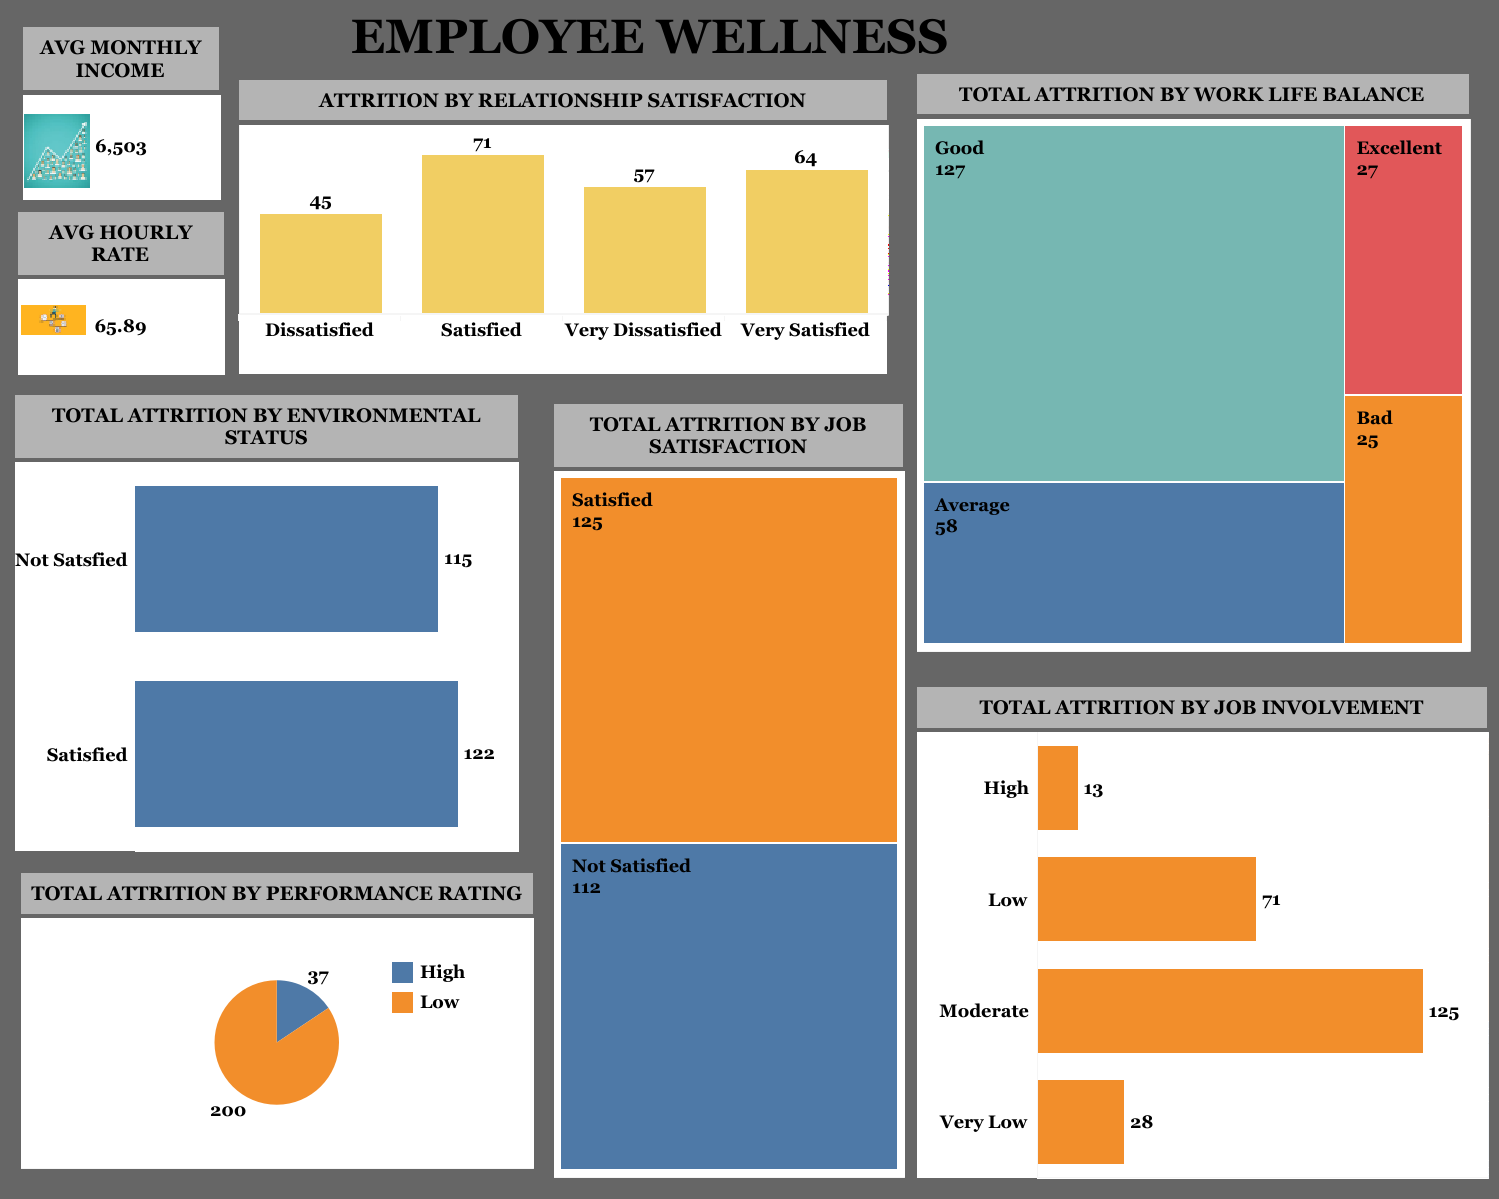 EMPLOYEE WELLNESS
AVG MONTHLY
INCOME
6,503
AVG HOURLY
RATE
65.89
ATTRITION BY RELATIONSHIP SATISFACTION
45
71
57
64
Dissatisfied
Satisfied
Very Dissatisfied
Very Satisfied
TOTAL ATTRITION BY WORK LIFE BALANCE
Good
127
Excellent
27
Bad
25
Average
58
TOTAL ATTRITION BY ENVIRONMENTAL
STATUS
Not Satsfied
115
Satisfied
122
TOTAL ATTRITION BY JOB
SATISFACTION
Satisfied
125
Not Satisfied
112
TOTAL ATTRITION BY JOB INVOLVEMENT
High
13
Low
71
Moderate
125
Very Low
28
TOTAL ATTRITION BY PERFORMANCE RATING
37
200
High
Low